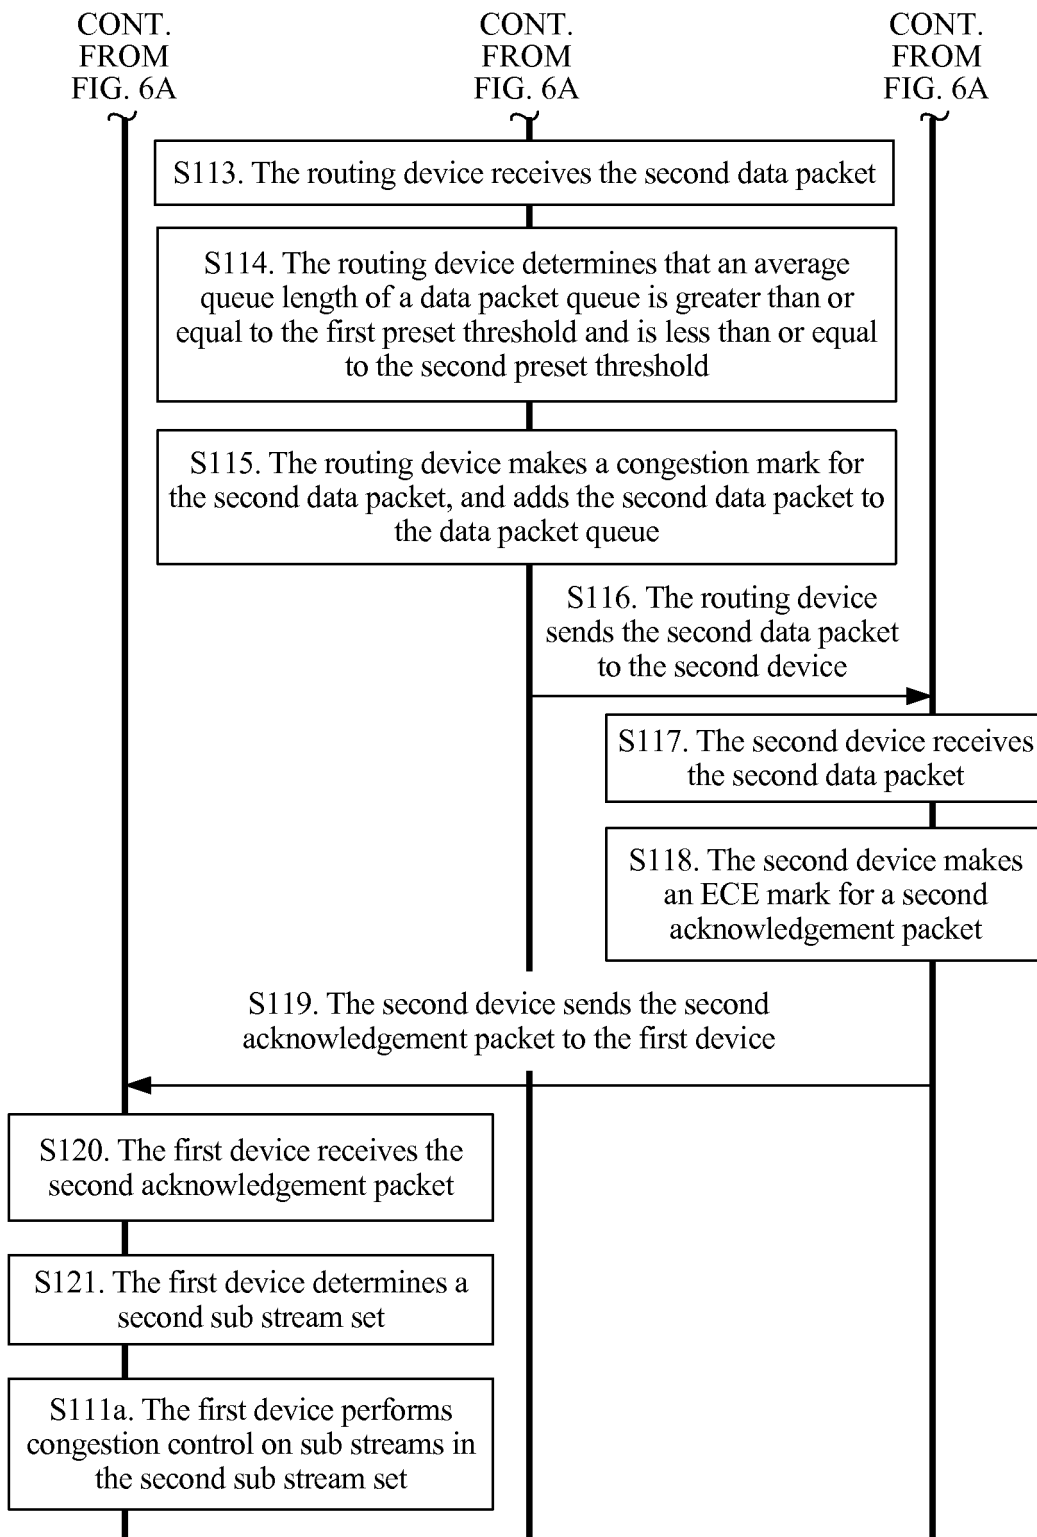 CONT.
FROM
FIG. 6A
CONT.
FROM
FIG. 6A
CONT.
FROM
FIG. 6A
S113. The routing device receives the second data packet
S114. The routing device determines that an average
queue length of a data packet queue is greater than or
equal to the first preset threshold and is less than or equal
to the second preset threshold
S115. The routing device makes a congestion mark for
the second data packet, and adds the second data packet to
the data packet queue
S116. The routing device
sends the second data packet
to the second device
S117. The second device receives
the second data packet
S118. The second device makes
an ECE mark for a second
acknowledgement packet
S119. The second device sends the second
acknowledgement packet to the first device
S120. The first device receives the
second acknowledgement packet
S121. The first device determines a
second sub stream set
S111a. The first device performs
congestion control on sub streams in
the second sub stream set